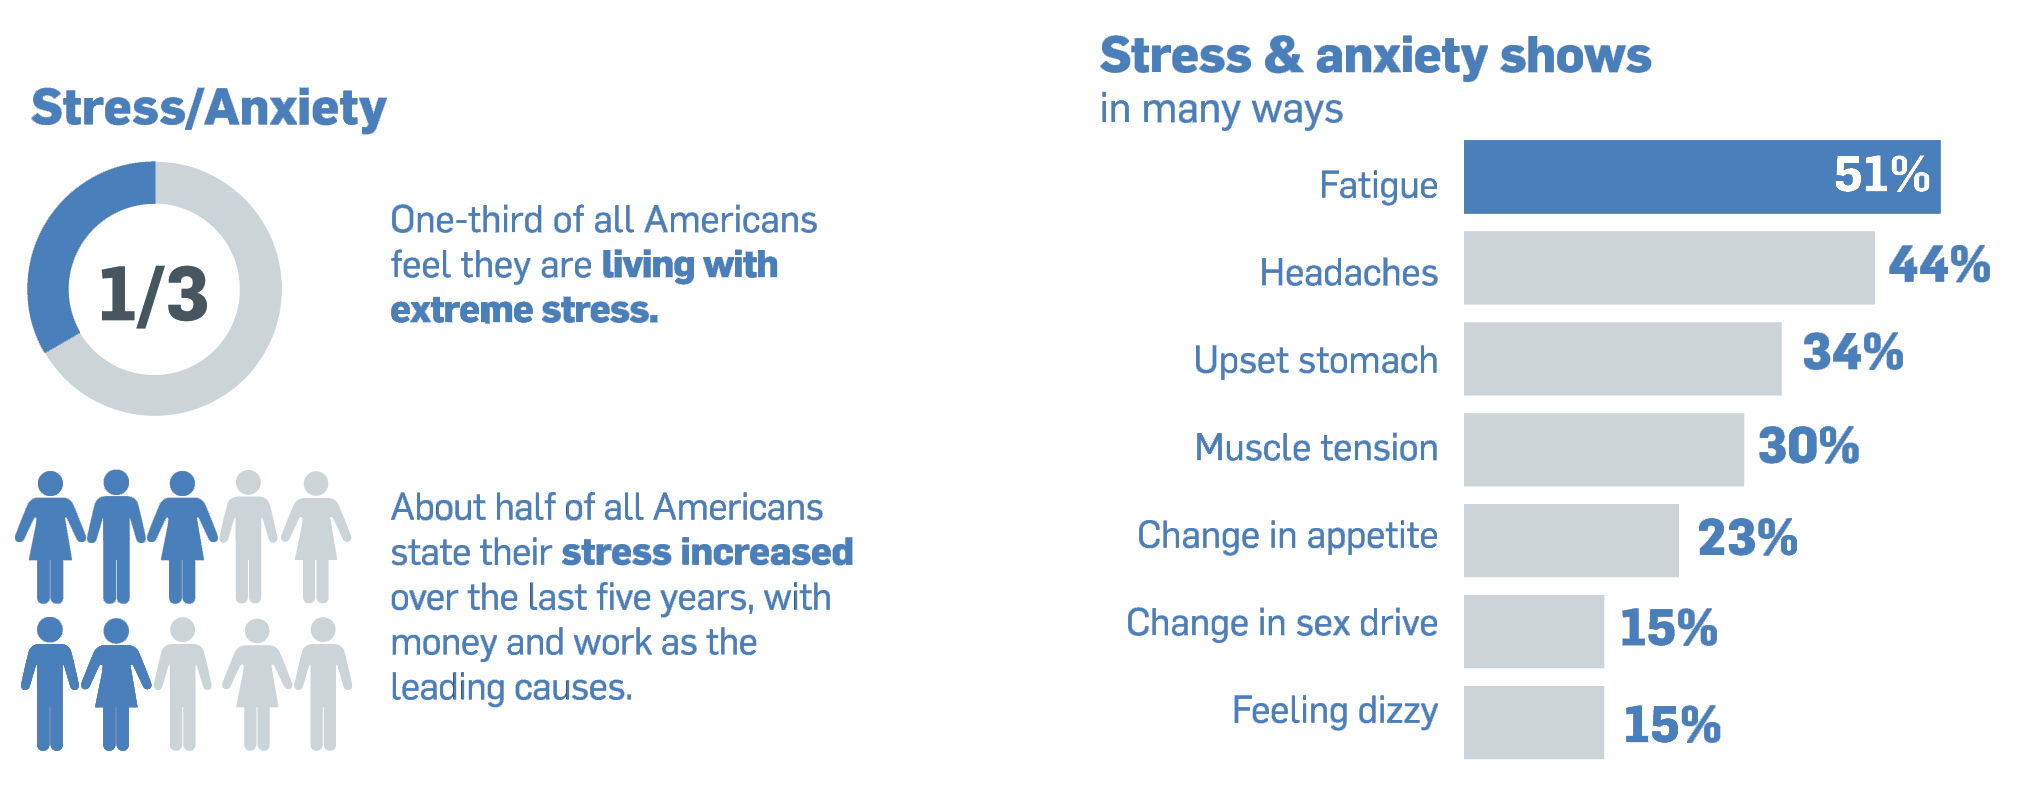 Stress/Anxiety
1/3
One-third of all Americans
feel they are living with
extreme stress.
About half of all Americans
state their stress increased
over the last five years, with
money and work as the
leading causes.
Stress & anxiety shows
in many ways
Fatigue 51%
Headaches 44%
Upset stomach 34%
Muscle tension 30%
Change in appetite 23%
Change in sex drive 15%
Feeling dizzy 15%